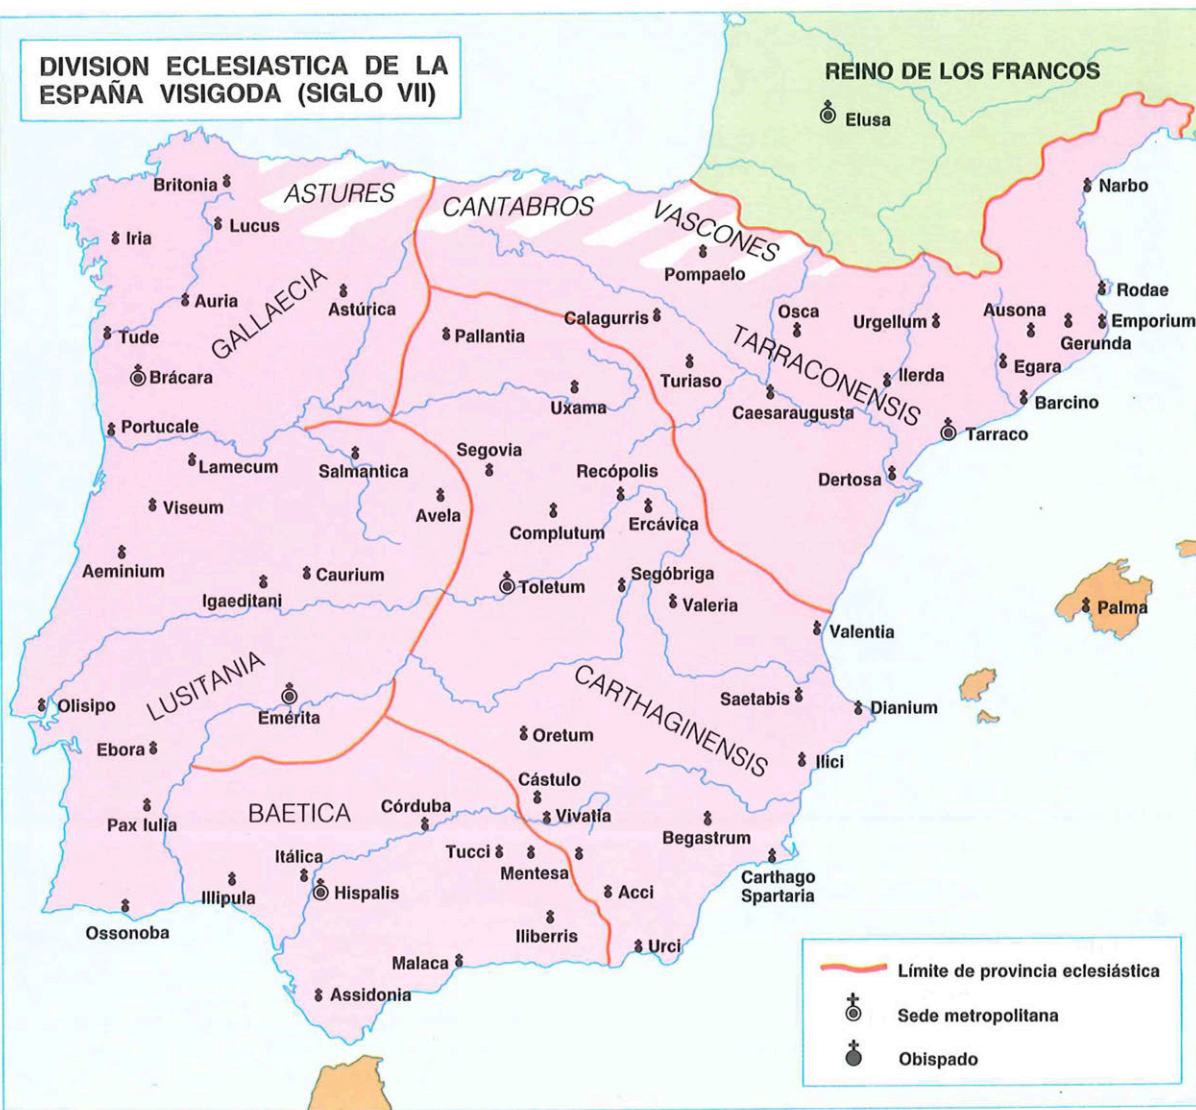 DIVISION ECLESIASTICA DE LA
ESPAÑA VISIGODA (SIGLO VII)
REINO DE LOS FRANCOS
Elusa
Britonia
ASTURES
CANTABROS
VASCONES
Narbo
Lucus
Iria
Pompaelo
GALLAECIA
Auria
Astúrica
Rodae
Tude
Pallantia
Calagurris
Osca
Urgellum
Ausona
Emporium
Gerunda
TARRACONENSIS
Brácara
Turiaso
Ilerda
Egara
Uxama
Caesaraugusta
Barcino
Portucale
Tarraco
Lamecum
Salmantica
Segovia
Recópolis
Dertosa
Viseum
Avela
Complutum
Ercávica
Aeminium
Igaeditani
Caurium
Toletum
Segóbriga
Valeria
Palma
Valentia
LUSITANIA
CARTHAGINENSIS
Olisipo
Emérita
Saetabis
Dianium
Ebora
Oretum
Ilici
Cástulo
Pax Iulia
BAETICA
Córduba
Vivatia
Begastrum
Itálica
Tucci
Mentesa
Carthago
Spartaria
Illipula
Hispalis
Acci
Ossonoba
Iliberris
Urci
Malaca
Assidonia
Límite de provincia eclesiástica
Sede metropolitana
Obispado